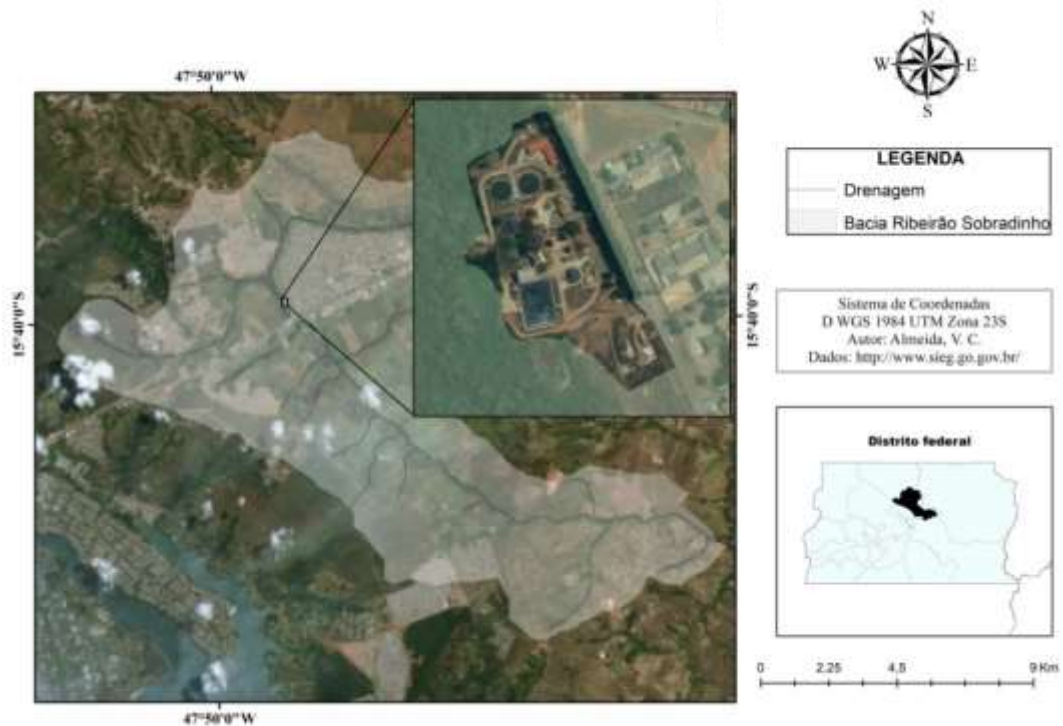 N
W
E
S
47°50'0"W
15°40'0"S
15°40'0"S
47°50'0"W
LEGENDA
Drenagem
Bacia Ribeirão Sobradinho
Sistema de Coordenadas
D WGS 1984 UTM Zona 23S
Autor: Almeida, V. C.
Dados: http://www.sieg.go.gov.br/
Distrito federal
0 2.25 4,5 9 Km